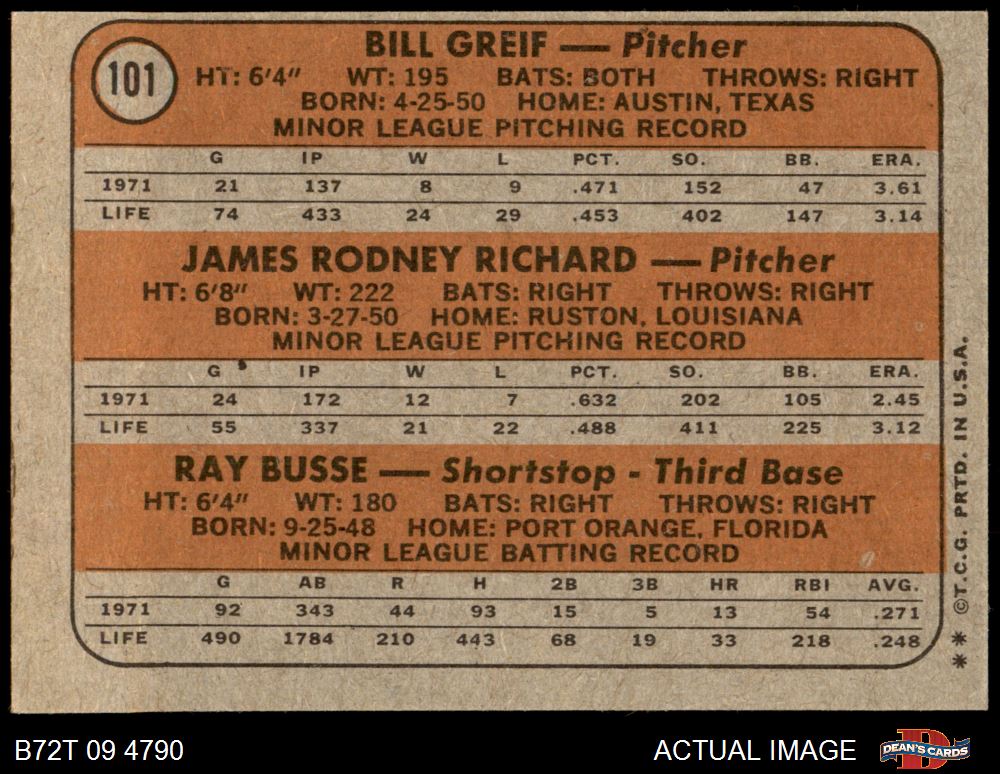 101
BILL GREIF — Pitcher
HT: 6'4" WT: 195 BATS: BOTH THROWS: RIGHT
BORN: 4-25-50 HOME: AUSTIN, TEXAS
MINOR LEAGUE PITCHING RECORD
G IP W L PCT. SO. BB. ERA.
1971 21 137 8 9 .471 152 47 3.61
LIFE 74 433 24 29 .453 402 147 3.14
JAMES RODNEY RICHARD — Pitcher
HT: 6'8" WT: 222 BATS: RIGHT THROWS: RIGHT
BORN: 3-27-50 HOME: RUSTON, LOUISIANA
MINOR LEAGUE PITCHING RECORD
G IP W L PCT. SO. BB. ERA.
1971 24 172 12 7 .632 202 105 2.45
LIFE 55 337 21 22 .488 411 225 3.12
RAY BUSSE — Shortstop - Third Base
HT: 6'4" WT: 180 BATS: RIGHT THROWS: RIGHT
BORN: 9-25-48 HOME: PORT ORANGE, FLORIDA
MINOR LEAGUE BATTING RECORD
G AB R H 2B 3B HR RBI AVG.
1971 92 343 44 93 15 5 13 54 .271
LIFE 490 1784 210 443 68 19 33 218 .248
** ©T.C.G. PRTD. IN U.S.A.
B72T 09 4790
ACTUAL IMAGE
D
DEAN'S CARDS